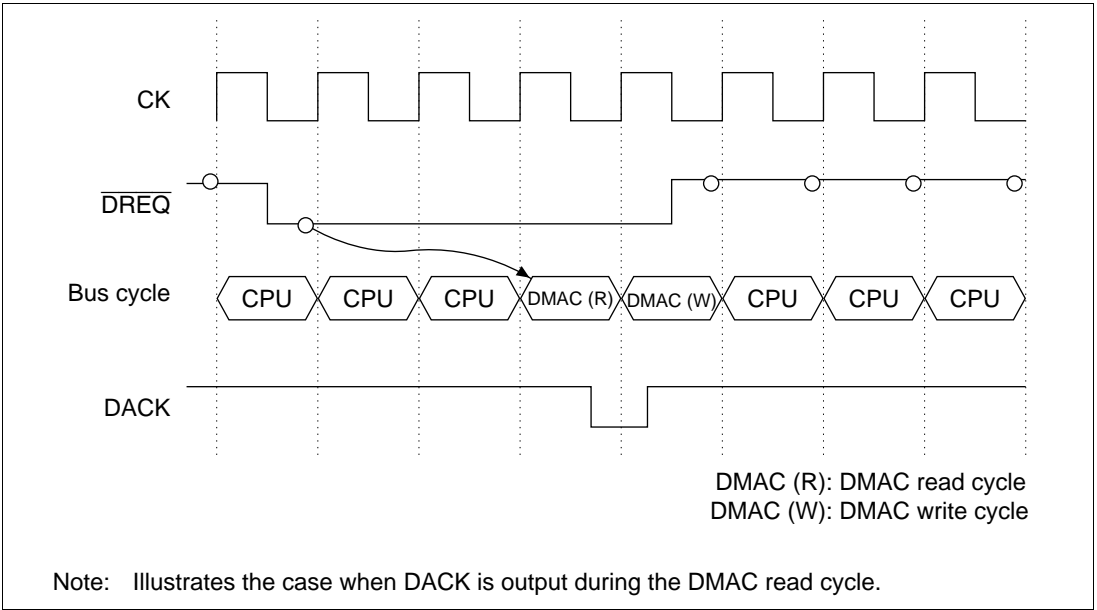 CK
DREQ
Bus cycle
CPU CPU CPU DMAC (R) DMAC (W) CPU CPU CPU
DACK
DMAC (R): DMAC read cycle
DMAC (W): DMAC write cycle
Note: Illustrates the case when DACK is output during the DMAC read cycle.